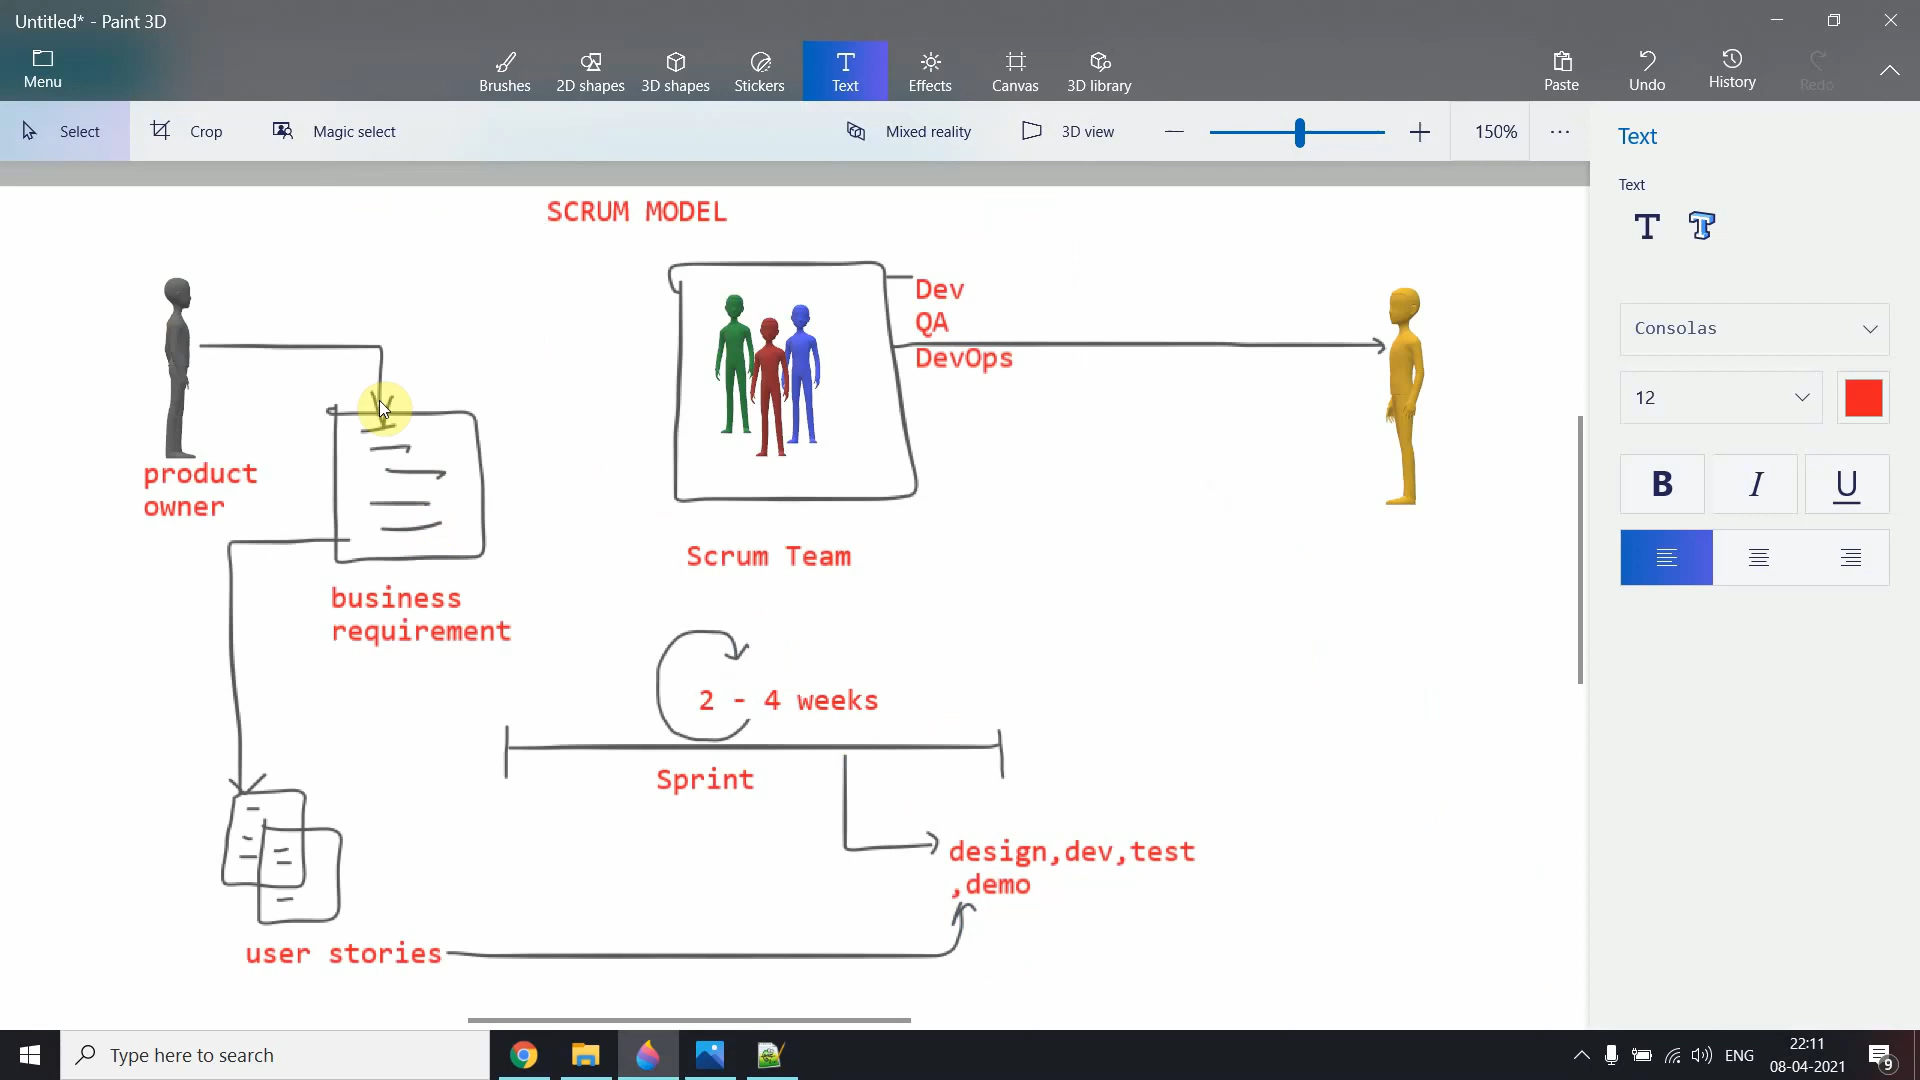 Untitled* - Paint 3D
Menu
Brushes
2D shapes
3D shapes
Stickers
Text
Effects
Canvas
3D library
Paste
Undo
History
Redo
Select
Crop
Magic select
Mixed reality
3D view
150%
Text
Text
Consolas
12
B
I
U
SCRUM MODEL
Dev
QA
DevOps
product
owner
Scrum Team
business
requirement
2 - 4 weeks
Sprint
design,dev,test
,demo
user stories
Type here to search
ENG
22:11
08-04-2021
9